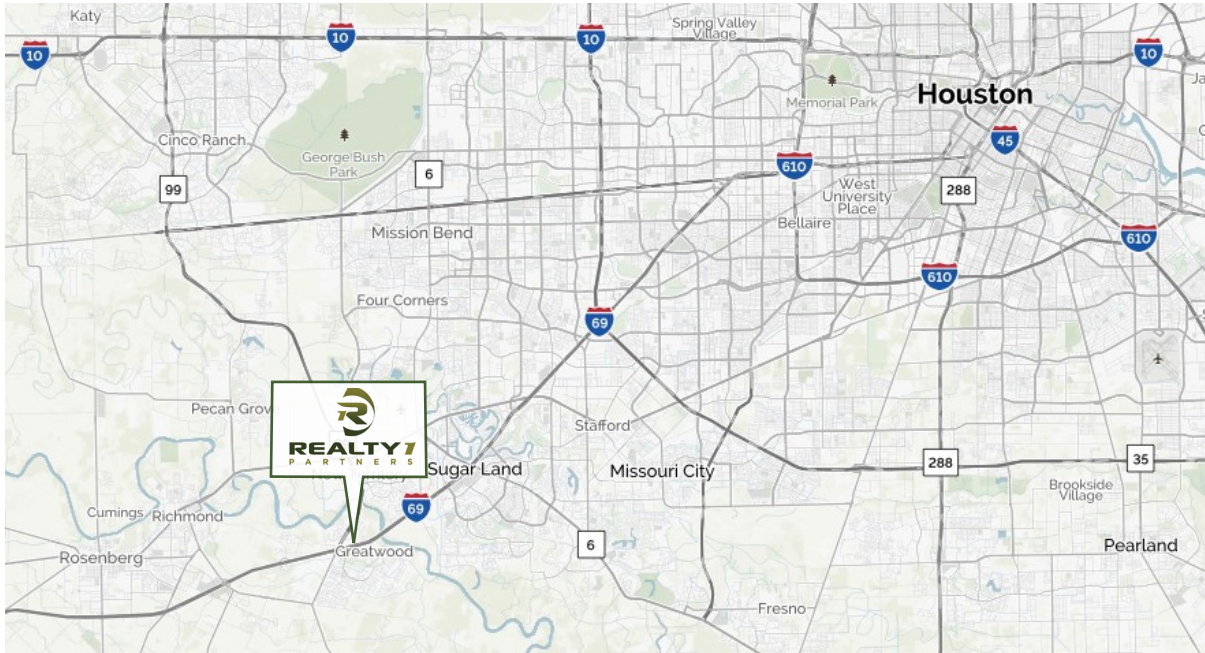 Katy
Spring Valley
Village
10
10
10
10
Memorial Park
Houston
Cinco Ranch
George Bush
Park
45
610
6
99
West
University
Place
288
Bellaire
Mission Bend
610
610
Four Corners
69
Pecan Grov
R
REALTY 1
PARTNERS
Stafford
Sugar Land
Missouri City
288
35
Brookside
Village
69
Cumings
Richmond
6
Pearland
Rosenberg
Greatwood
Fresno